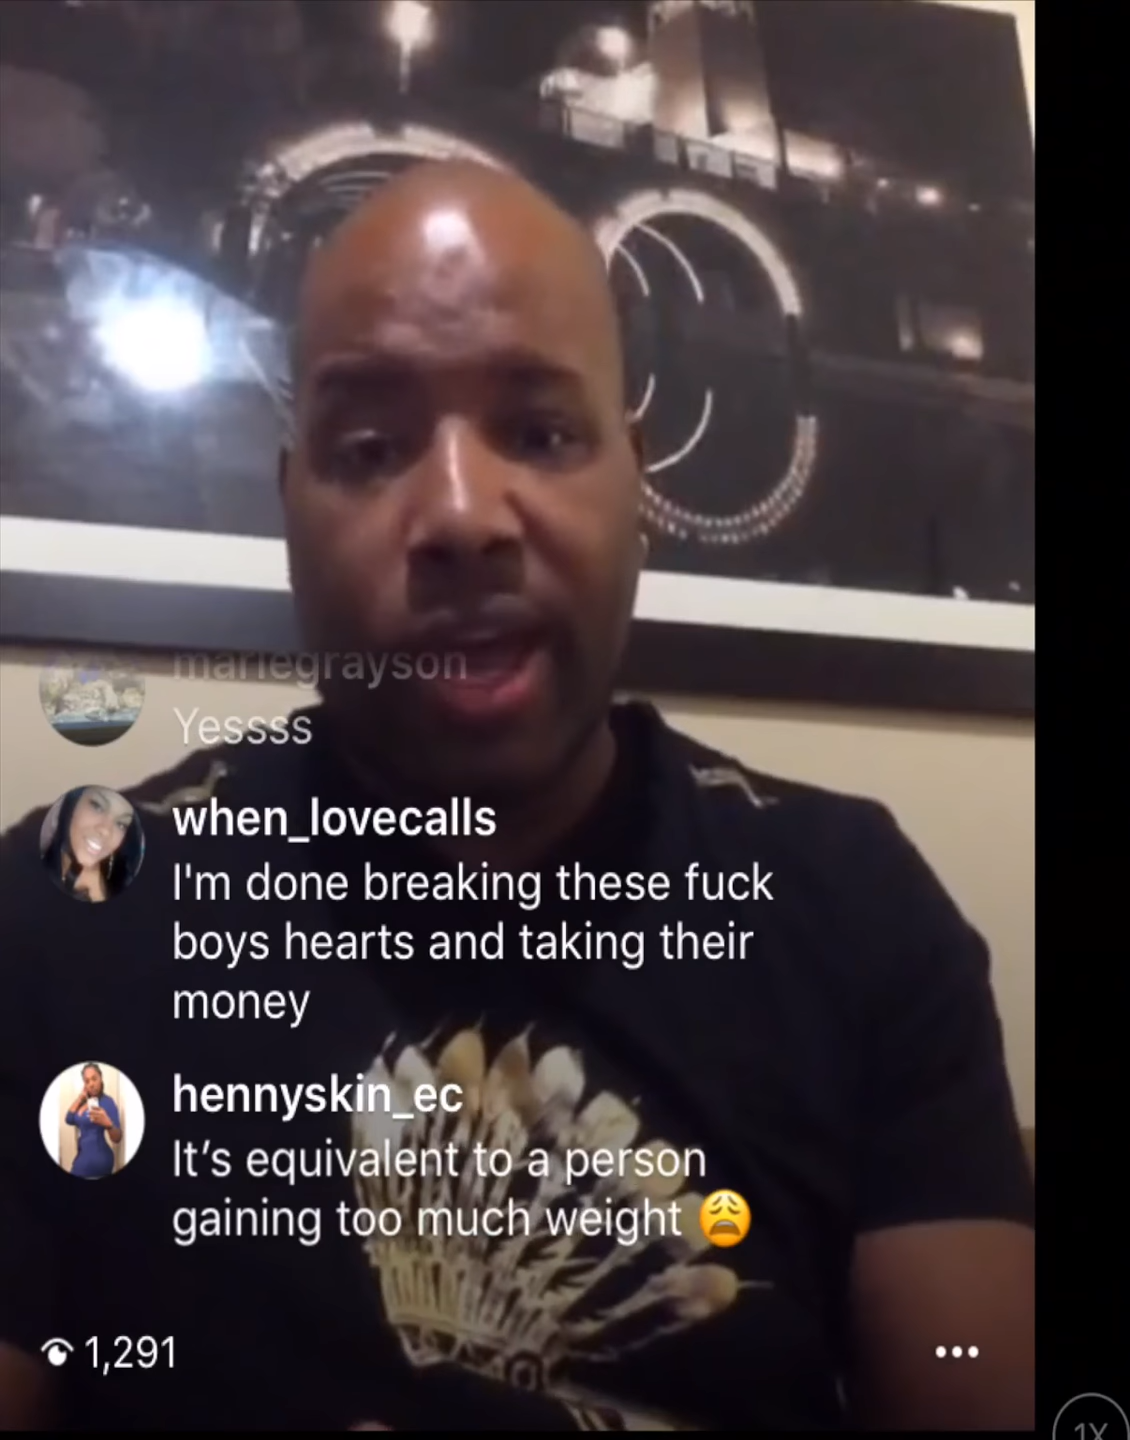 mariegrayson
Yessss
when_lovecalls
I'm done breaking these fuck
boys hearts and taking their
money
hennyskin_ec
It's equivalent to a person
gaining too much weight 😩
1,291
1X